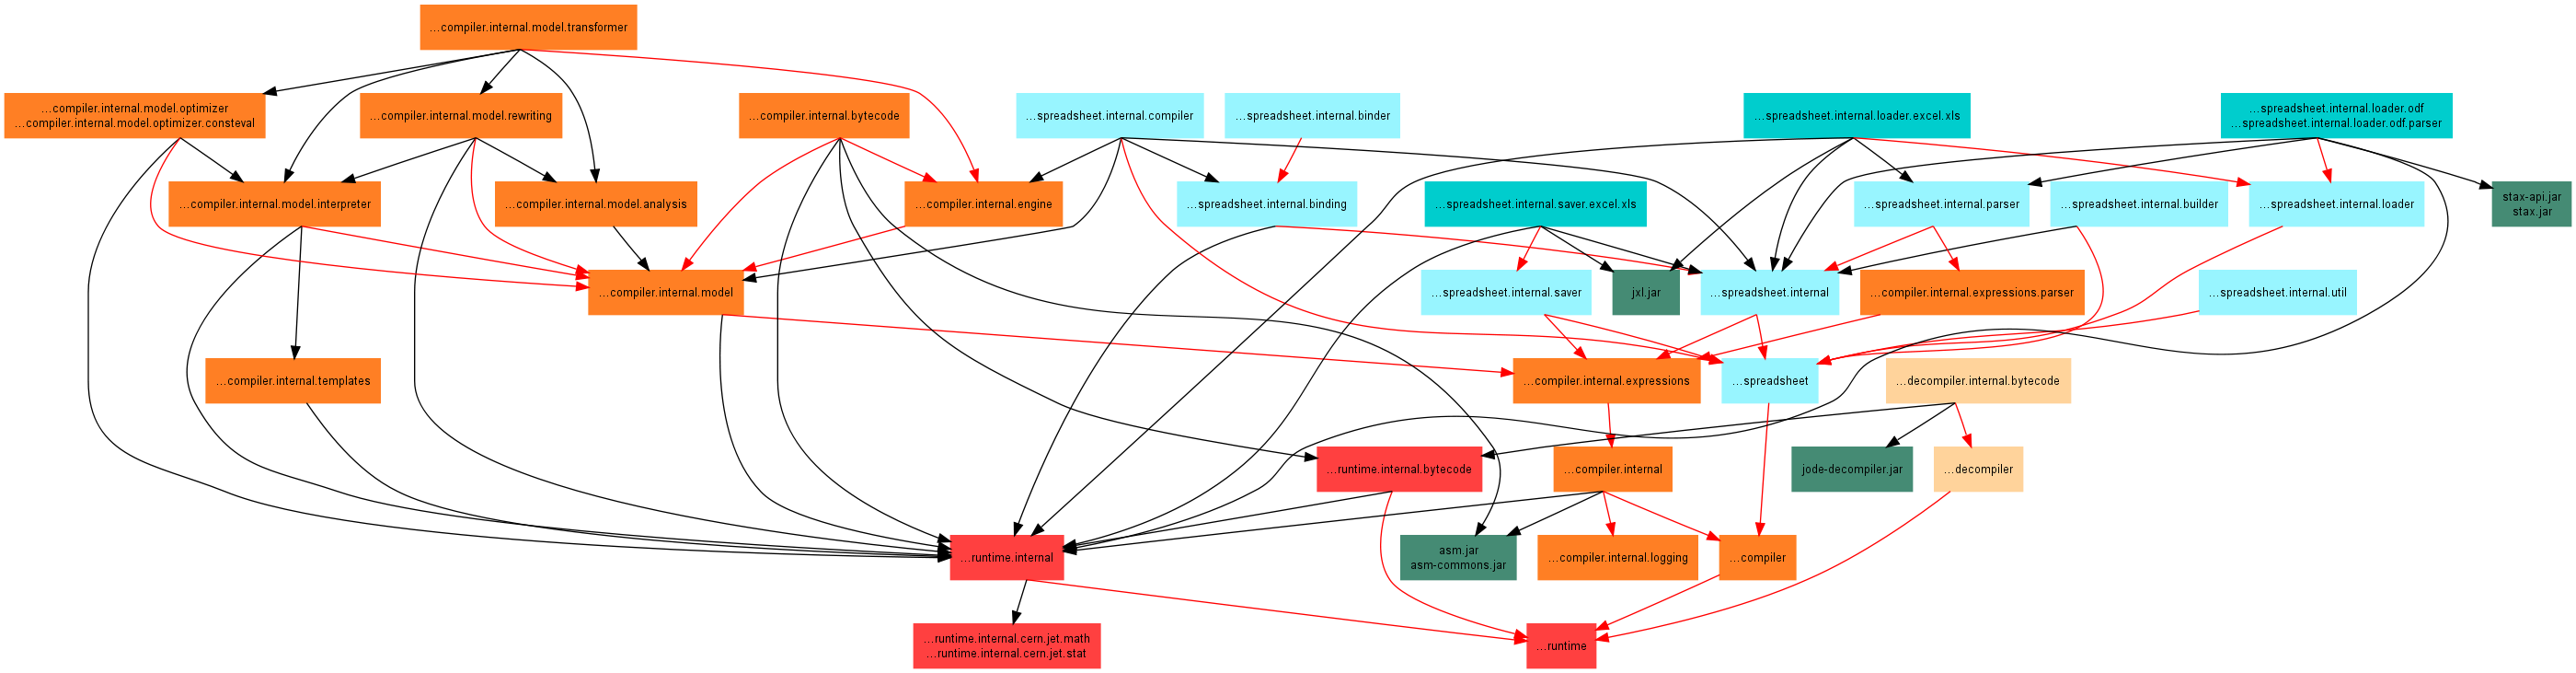 ...compiler.internal.model.transformer
...compiler.internal.model.optimizer
...compiler.internal.model.optimizer.consteval
...compiler.internal.model.rewriting
...compiler.internal.bytecode
...spreadsheet.internal.compiler
...spreadsheet.internal.binder
...spreadsheet.internal.loader.excel.xls
...spreadsheet.internal.loader.odf
...spreadsheet.internal.loader.odf.parser
...compiler.internal.model.interpreter
...compiler.internal.model.analysis
...compiler.internal.engine
...spreadsheet.internal.binding
...spreadsheet.internal.saver.excel.xls
...spreadsheet.internal.parser
...spreadsheet.internal.builder
...spreadsheet.internal.loader
stax-api.jar
stax.jar
...compiler.internal.model
...spreadsheet.internal.saver
jxl.jar
...spreadsheet.internal
...compiler.internal.expressions.parser
...spreadsheet.internal.util
...compiler.internal.templates
...compiler.internal.expressions
...spreadsheet
...decompiler.internal.bytecode
...runtime.internal.bytecode
...compiler.internal
jode-decompiler.jar
...decompiler
...runtime.internal
asm.jar
asm-commons.jar
...compiler.internal.logging
...compiler
...runtime.internal.cern.jet.math
...runtime.internal.cern.jet.stat
...runtime